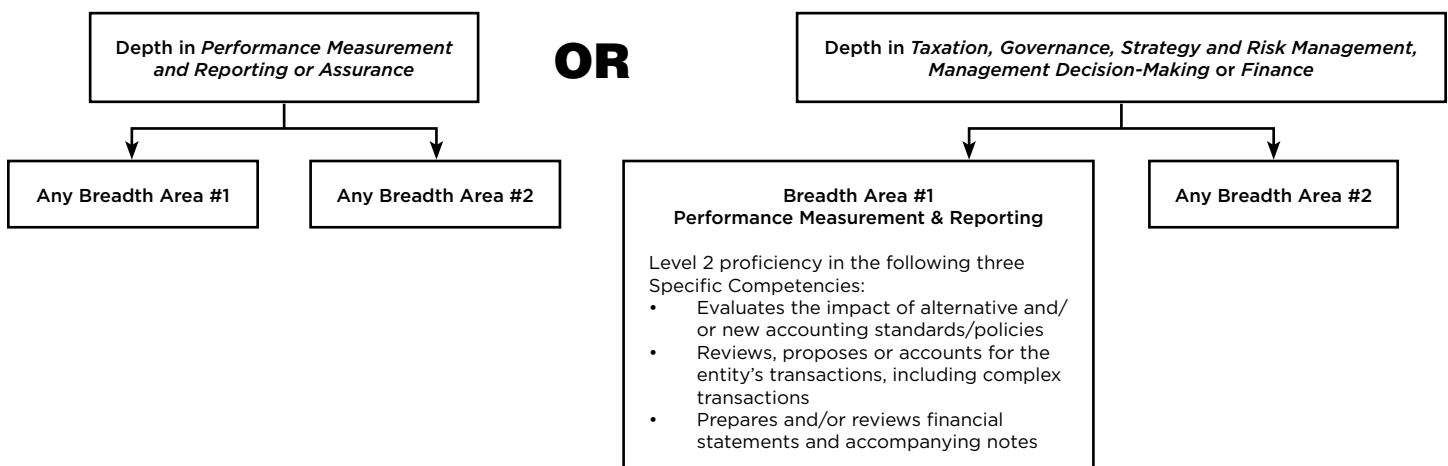 Depth in Performance Measurement
and Reporting or Assurance
OR
Depth in Taxation, Governance, Strategy and Risk Management,
Management Decision-Making or Finance
Any Breadth Area #1
Any Breadth Area #2
Breadth Area #1
Performance Measurement & Reporting
Level 2 proficiency in the following three
Specific Competencies:
• Evaluates the impact of alternative and/
or new accounting standards/policies
• Reviews, proposes or accounts for the
entity’s transactions, including complex
transactions
• Prepares and/or reviews financial
statements and accompanying notes
Any Breadth Area #2